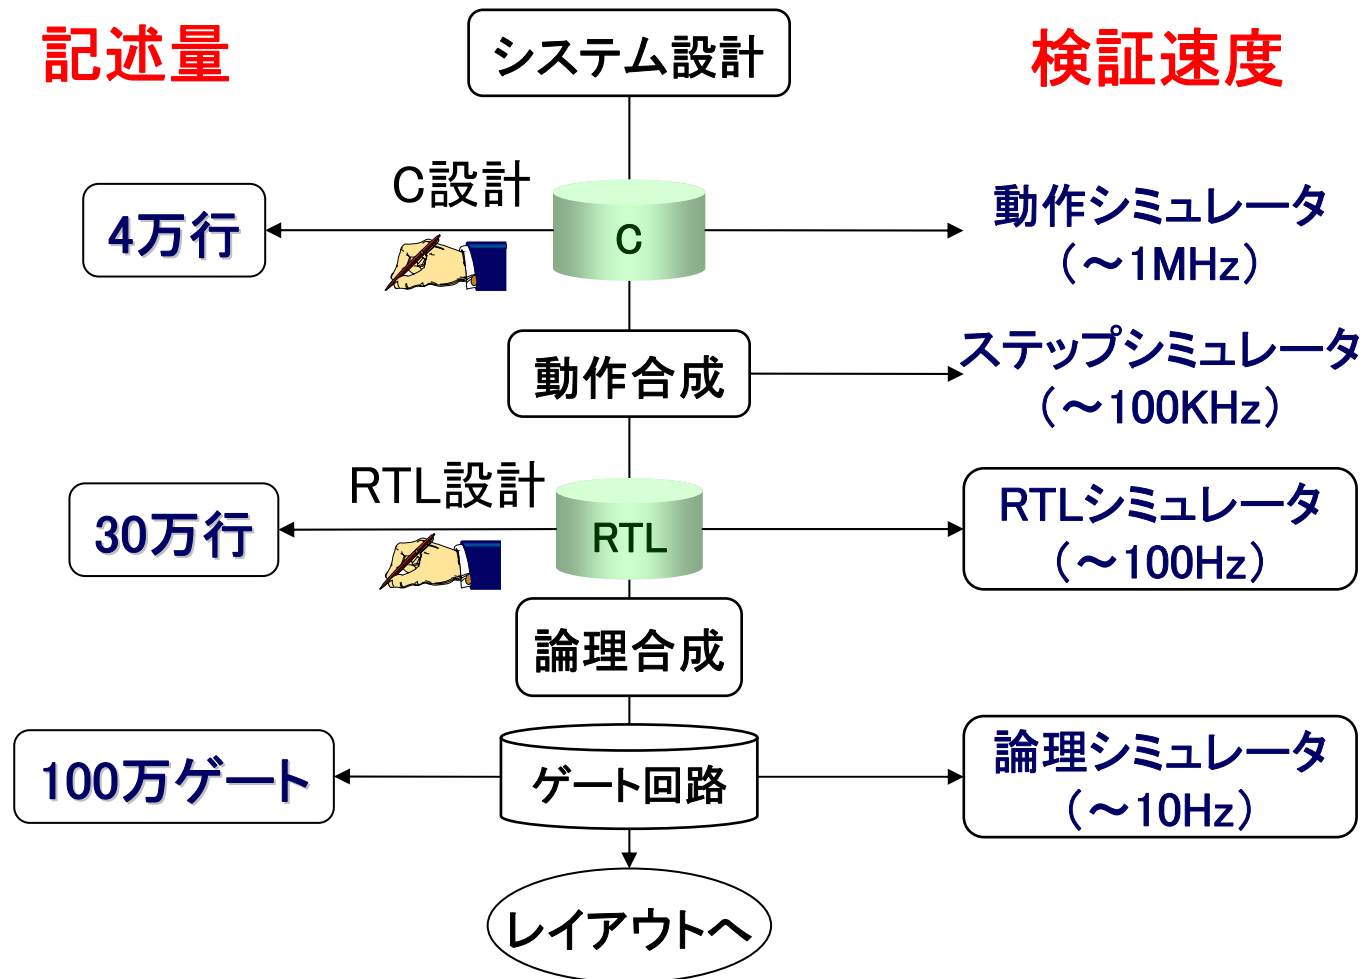 記述量
システム設計
検証速度
C設計
4万行
C
動作シミュレータ
(~1MHz)
動作合成
ステップシミュレータ
(~100KHz)
RTL設計
30万行
RTL
RTLシミュレータ
(~100Hz)
論理合成
100万ゲート
ゲート回路
論理シミュレータ
(~10Hz)
レイアウトへ